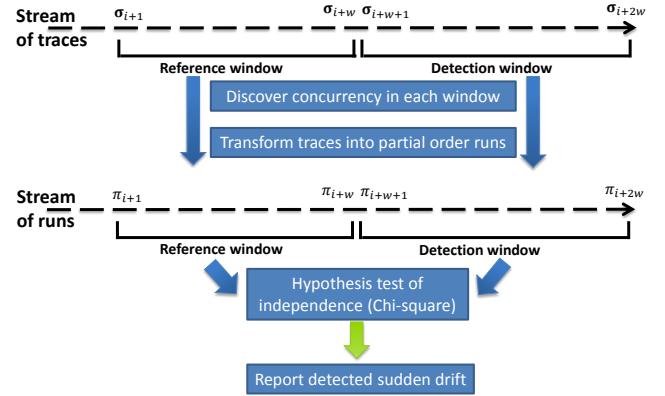 Stream
of traces
σᵢ₊₁ σᵢ₊w σᵢ₊w₊₁ σᵢ₊₂w
Reference window Detection window
Discover concurrency in each window
Transform traces into partial order runs
Stream
of runs
πᵢ₊₁ πᵢ₊w πᵢ₊w₊₁ πᵢ₊₂w
Reference window Detection window
Hypothesis test of
independence (Chi-square)
Report detected sudden drift